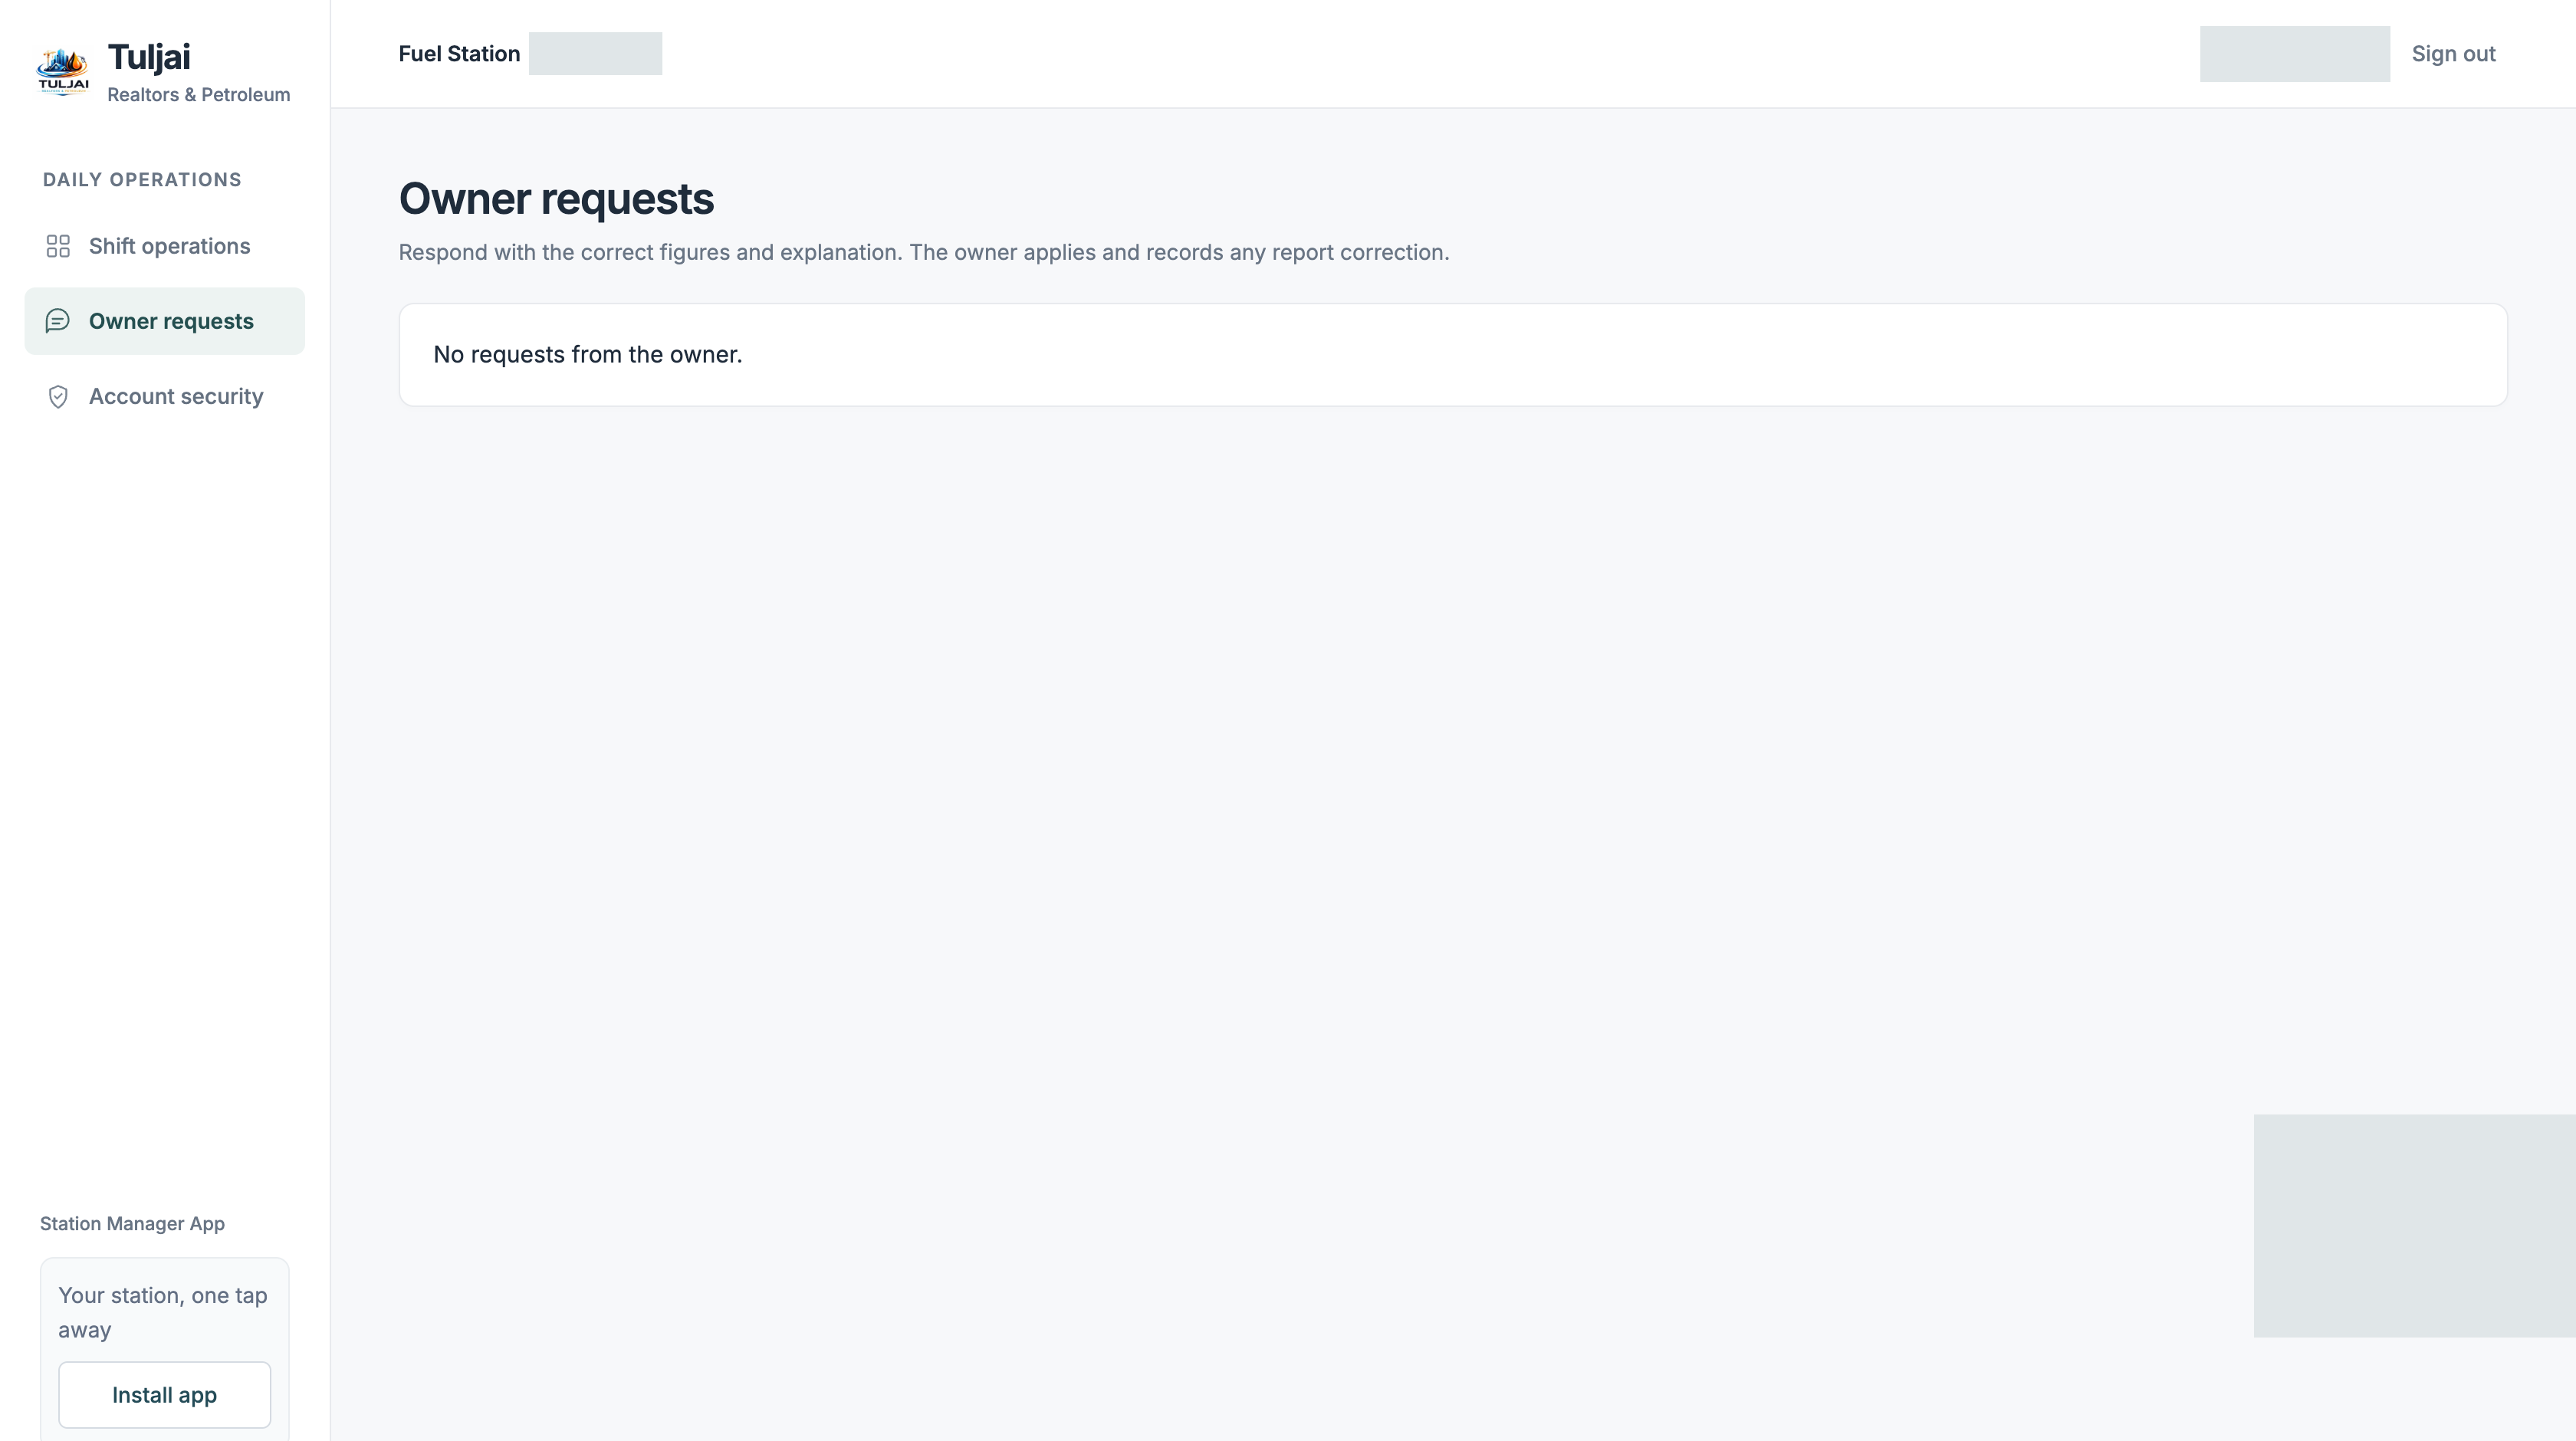 TULJAI
Tuljai
Realtors & Petroleum
DAILY OPERATIONS
Shift operations
Owner requests
Account security
Station Manager App
Your station, one tap
away
Install app
Fuel Station
Sign out
Owner requests
Respond with the correct figures and explanation. The owner applies and records any report correction.
No requests from the owner.